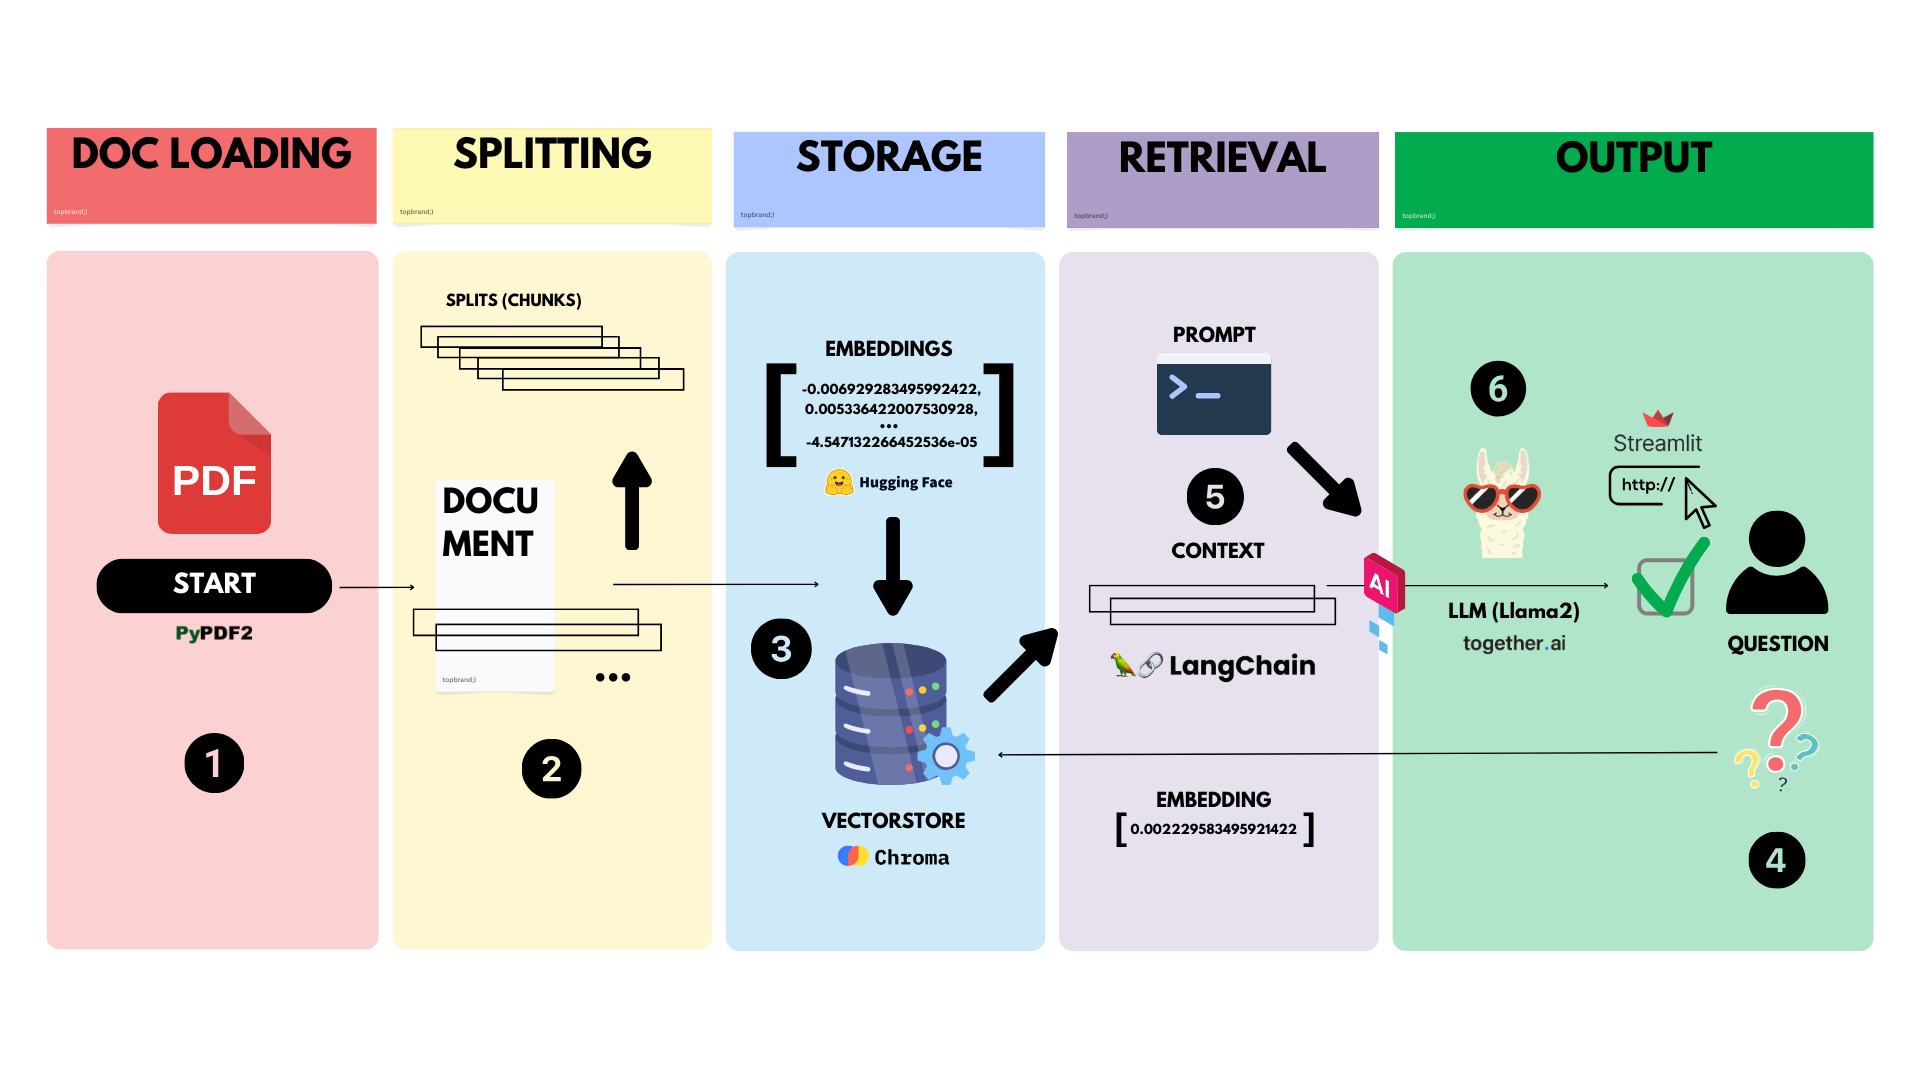 DOC LOADING
topbrand;)
SPLITTING
topbrand;)
STORAGE
topbrand;)
RETRIEVAL
topbrand;)
OUTPUT
topbrand;)
PDF
START
PyPDF2
1
SPLITS (CHUNKS)
DOCU
MENT
topbrand;)
...
2
EMBEDDINGS
[ -0.006929283495992422,
0.005336422007530928,
...
-4.547132266452536e-05 ]
Hugging Face
3
VECTORSTORE
Chroma
PROMPT
>_
5
CONTEXT
LangChain
EMBEDDING
[ 0.002229583495921422 ]
AI
6
LLM (Llama2)
together.ai
Streamlit
http://
QUESTION
? ? ?
?
4